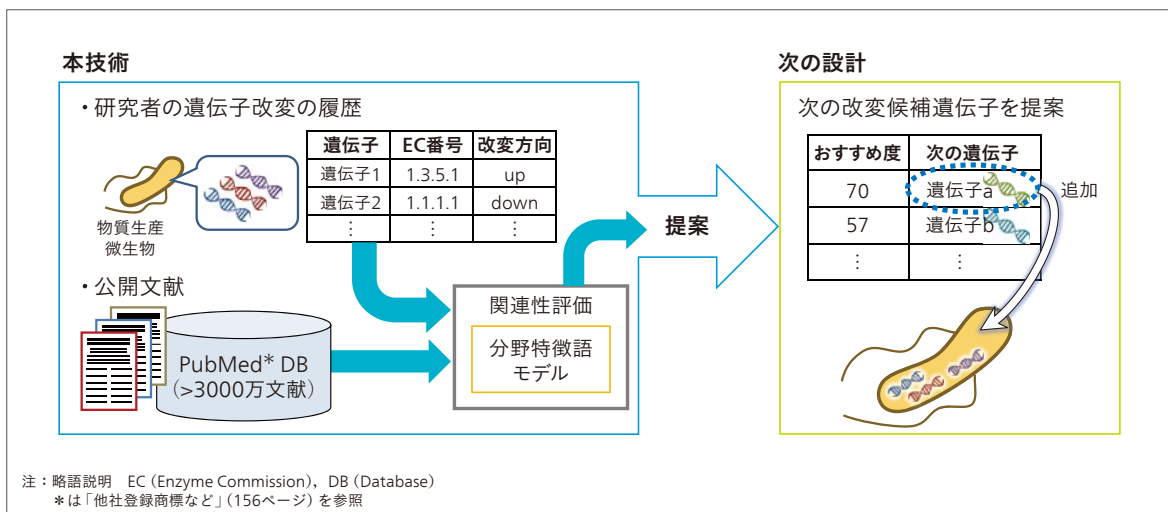 本技術
・研究者の遺伝子改変の履歴
遺伝子 EC番号 改変方向
遺伝子1 1.3.5.1 up
遺伝子2 1.1.1.1 down
⋮ ⋮ ⋮
物質生産
微生物
・公開文献
PubMed* DB
（>3000万文献）
関連性評価
分野特徴語
モデル
提案
次の設計
次の改変候補遺伝子を提案
おすすめ度 次の遺伝子
70 遺伝子a
57 遺伝子b
⋮ ⋮
追加
注：略語説明　EC（Enzyme Commission），DB（Database）
＊は「他社登録商標など」（156ページ）を参照